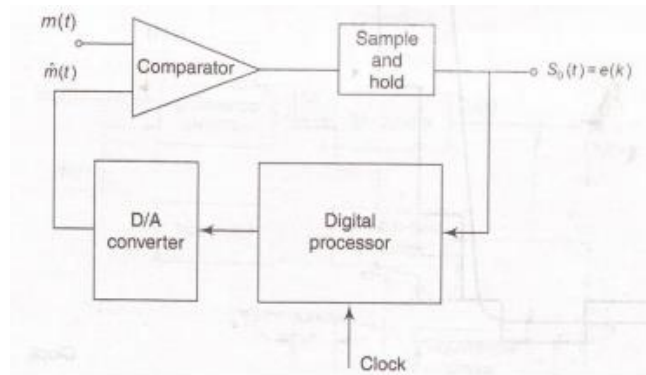 m(t)
m̂(t)
Comparator
Sample
and
hold
S₀(t) = e(k)
D/A
converter
Digital
processor
Clock